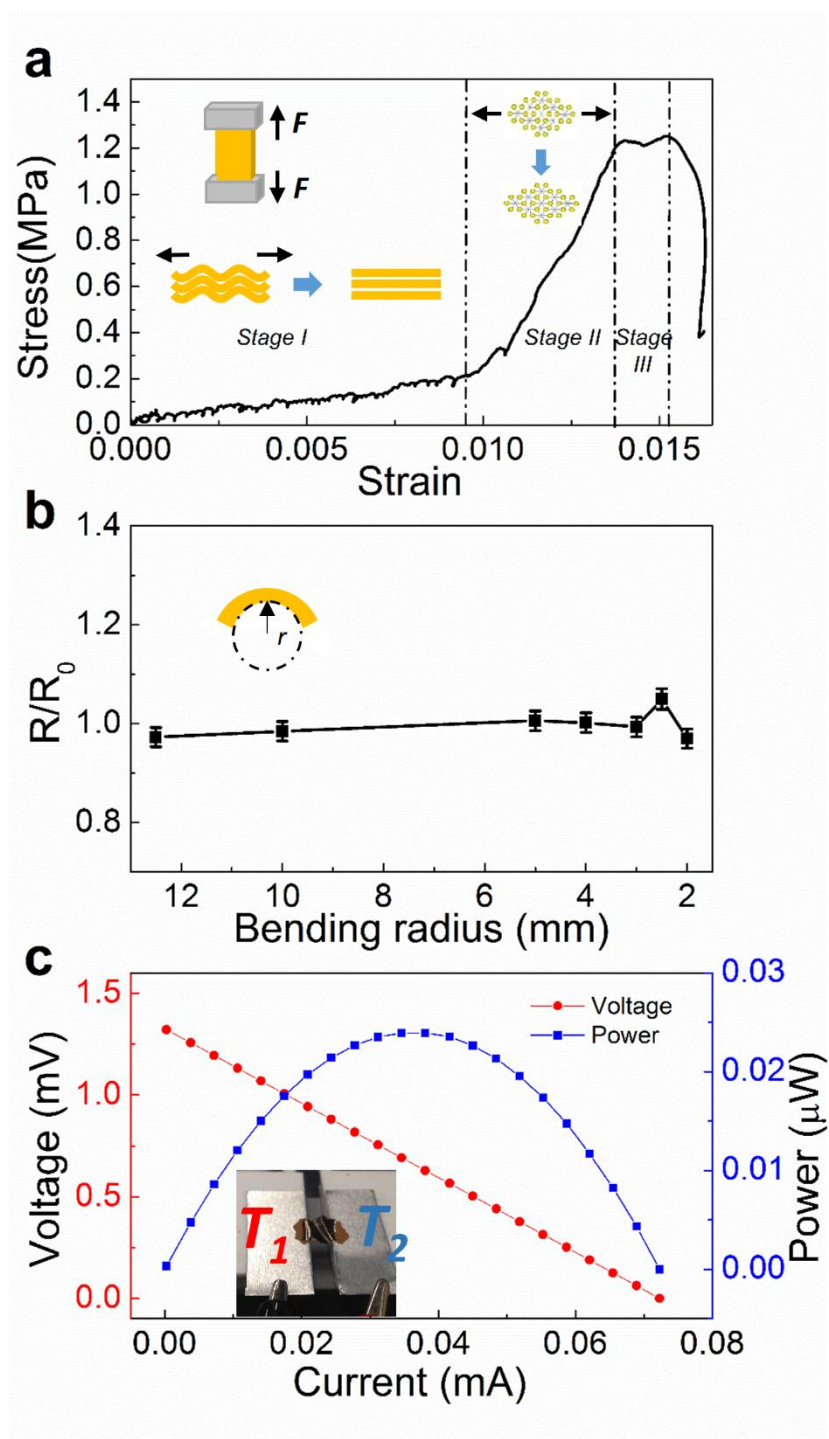 a
1.4
1.2
1.0
0.8
0.6
0.4
0.2
0.0
Stress(MPa)
F
F
Stage I
Stage II
Stage
III
0.000
0.005
0.010
0.015
Strain
b
1.4
1.2
1.0
0.8
R/R0
r
12
10
8
6
4
2
Bending radius (mm)
c
1.5
1.0
0.5
0.0
Voltage (mV)
Voltage
Power
0.03
0.02
0.01
0.00
Power (μW)
T1
T2
0.00
0.02
0.04
0.06
0.08
Current (mA)